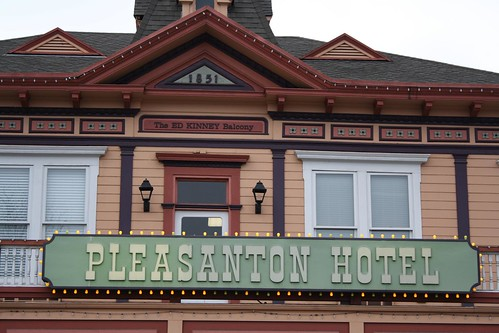 1851
The ED KINNEY Balcony
PLEASANTON HOTEL